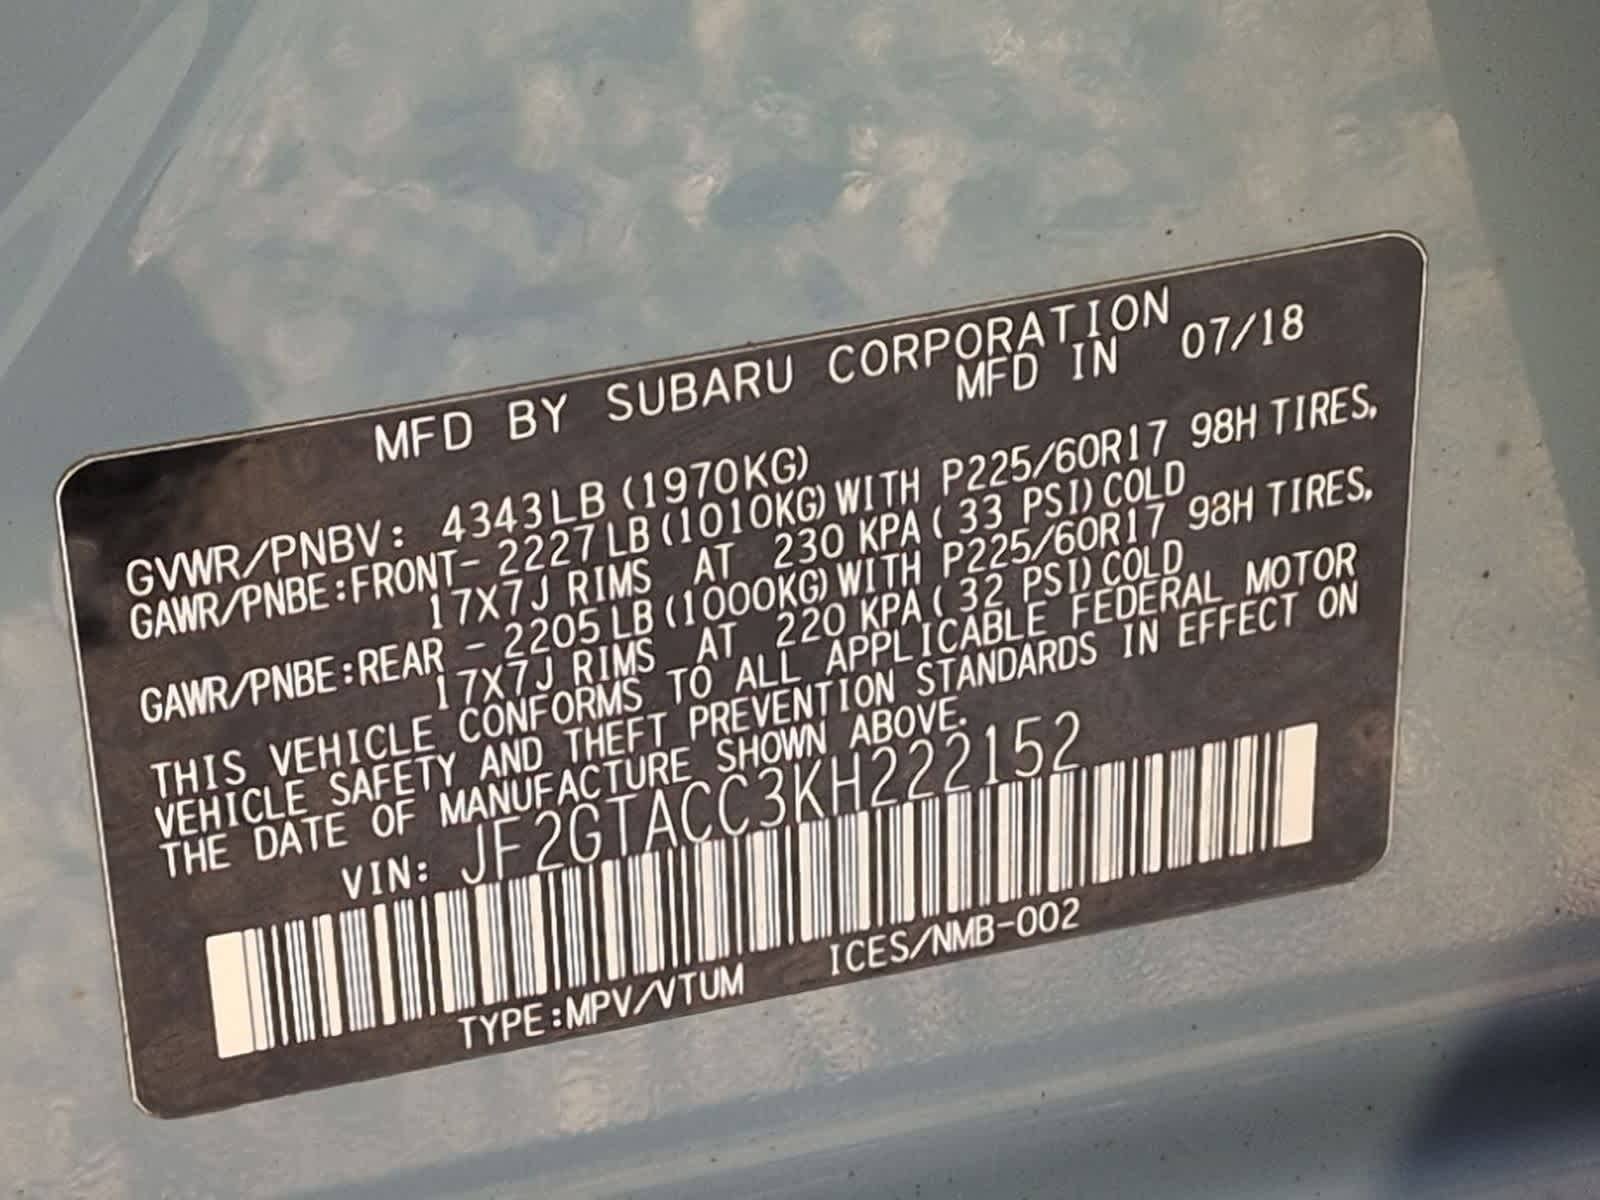 MFD BY SUBARU CORPORATION
MFD IN 07/18
GVWR/PNBV: 4343LB (1970KG)
GAWR/PNBE:FRONT- 2227LB (1010KG) WITH P225/60R17 98H TIRES,
17X7J RIMS AT 230 KPA ( 33 PSI) COLD
GAWR/PNBE:REAR - 2205LB (1000KG) WITH P225/60R17 98H TIRES,
17X7J RIMS AT 220 KPA ( 32 PSI) COLD
THIS VEHICLE CONFORMS TO ALL APPLICABLE FEDERAL MOTOR
VEHICLE SAFETY AND THEFT PREVENTION STANDARDS IN EFFECT ON
THE DATE OF MANUFACTURE SHOWN ABOVE.
VIN: JF2GTACC3KH222152
TYPE:MPV/VTUM ICES/NMB-002